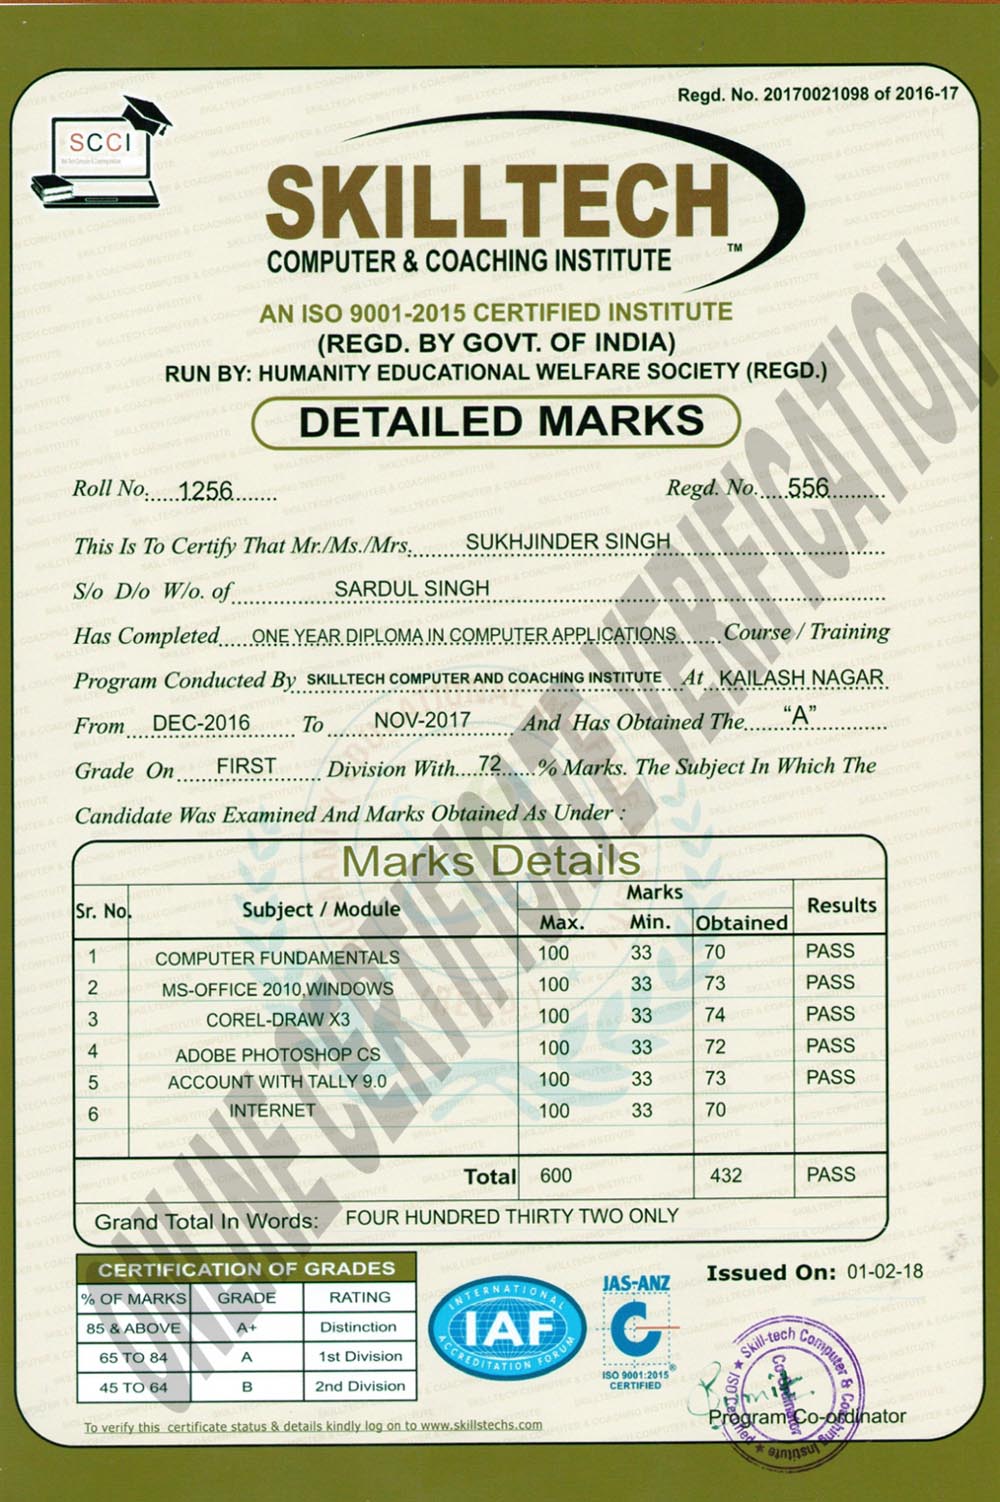 Regd. No. 20170021098 of 2016-17
SCCI
SKILLTECH
TM
COMPUTER & COACHING INSTITUTE
AN ISO 9001-2015 CERTIFIED INSTITUTE
(REGD. BY GOVT. OF INDIA)
RUN BY: HUMANITY EDUCATIONAL WELFARE SOCIETY (REGD.)
DETAILED MARKS
Roll No. 1256 Regd. No. 556
This Is To Certify That Mr./Ms./Mrs. SUKHJINDER SINGH
S/o D/o W/o. of SARDUL SINGH
Has Completed ONE YEAR DIPLOMA IN COMPUTER APPLICATIONS Course / Training
Program Conducted By SKILLTECH COMPUTER AND COACHING INSTITUTE At KAILASH NAGAR
From DEC-2016 To NOV-2017 And Has Obtained The "A"
Grade On FIRST Division With 72 % Marks. The Subject In Which The
Candidate Was Examined And Marks Obtained As Under :
Marks Details
Sr. No. Subject / Module Marks Results
Max. Min. Obtained
1 COMPUTER FUNDAMENTALS 100 33 70 PASS
2 MS-OFFICE 2010,WINDOWS 100 33 73 PASS
3 COREL-DRAW X3 100 33 74 PASS
4 ADOBE PHOTOSHOP CS 100 33 72 PASS
5 ACCOUNT WITH TALLY 9.0 100 33 73 PASS
6 INTERNET 100 33 70
Total 600 432 PASS
Grand Total In Words: FOUR HUNDRED THIRTY TWO ONLY
ONLINE CERTIFICATE VERIFICATION
CERTIFICATION OF GRADES
% OF MARKS GRADE RATING
85 & ABOVE A+ Distinction
65 TO 84 A 1st Division
45 TO 64 B 2nd Division
INTERNATIONAL
IAF
ACCREDITATION FORUM
JAS-ANZ
C
®
ISO 9001:2015
CERTIFIED
Issued On: 01-02-18
Skill-tech Computer & Coaching Institute
ISO Certified
Co-ordinator
Program Co-ordinator
To verify this certificate status & details kindly log on to www.skillstechs.com